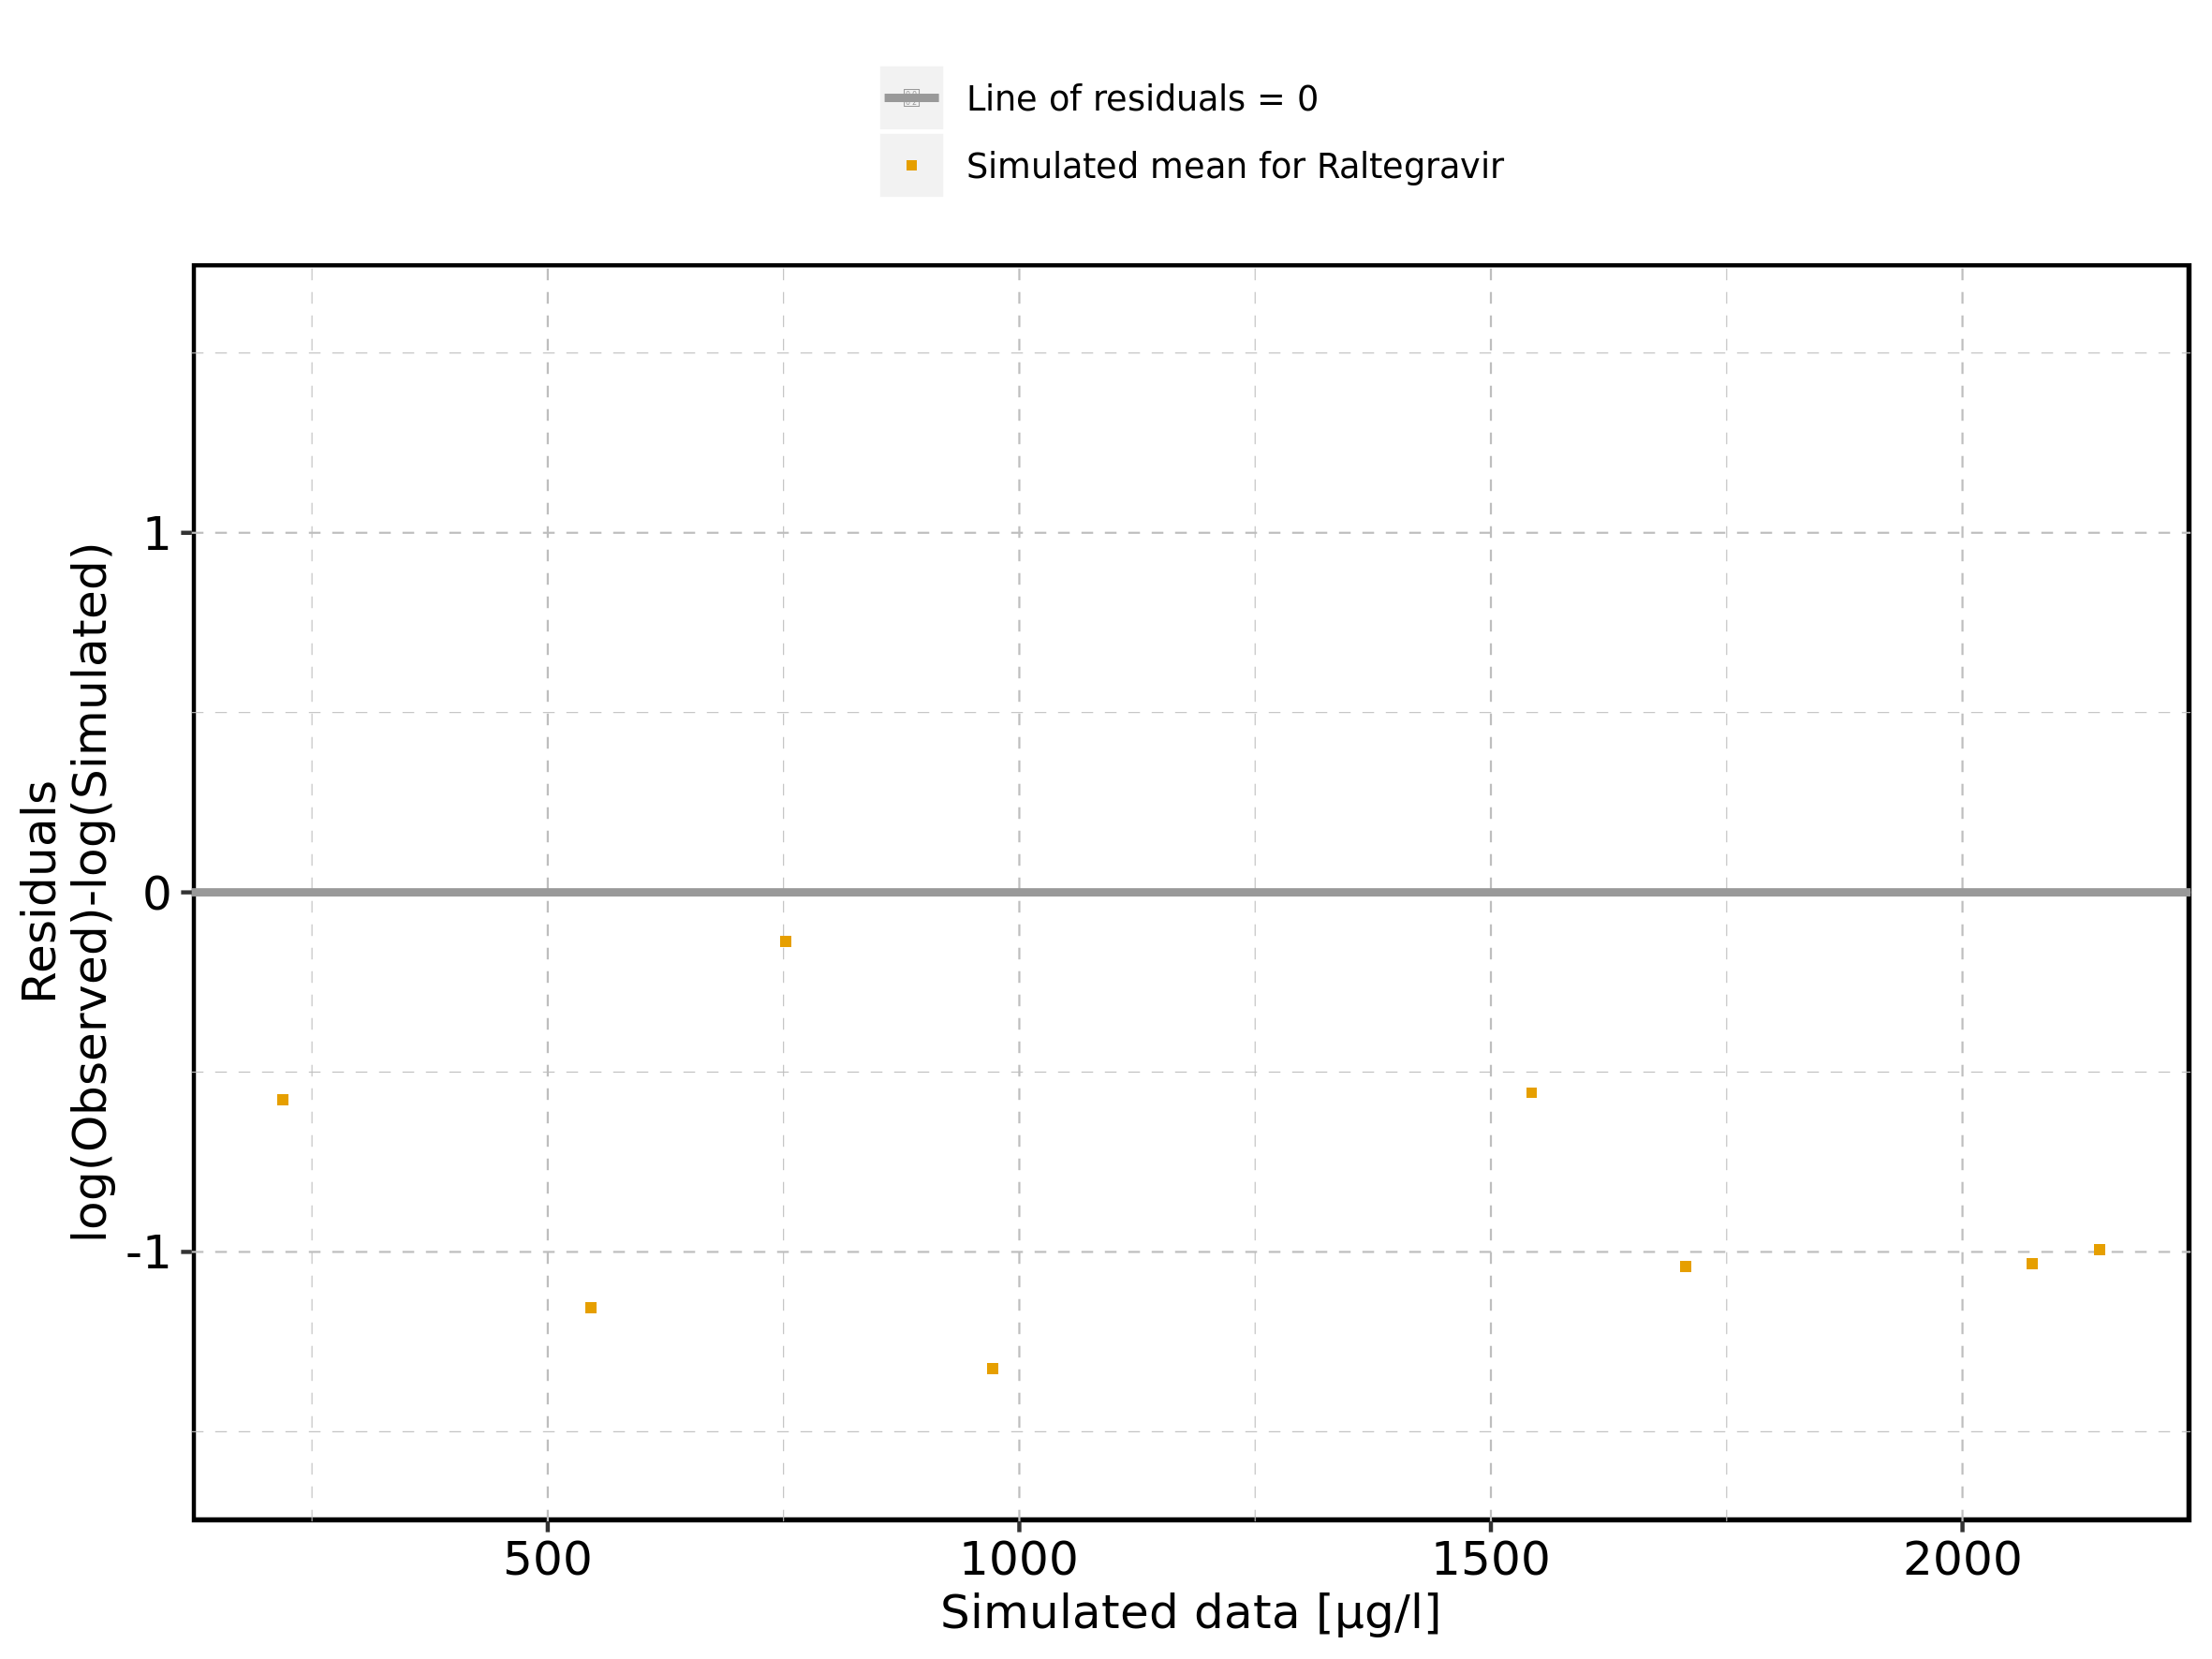 Line of residuals = 0
Simulated mean for Raltegravir
Residuals
log(Observed)-log(Simulated)
1
0
-1
500
1000
1500
2000
Simulated data [µg/l]